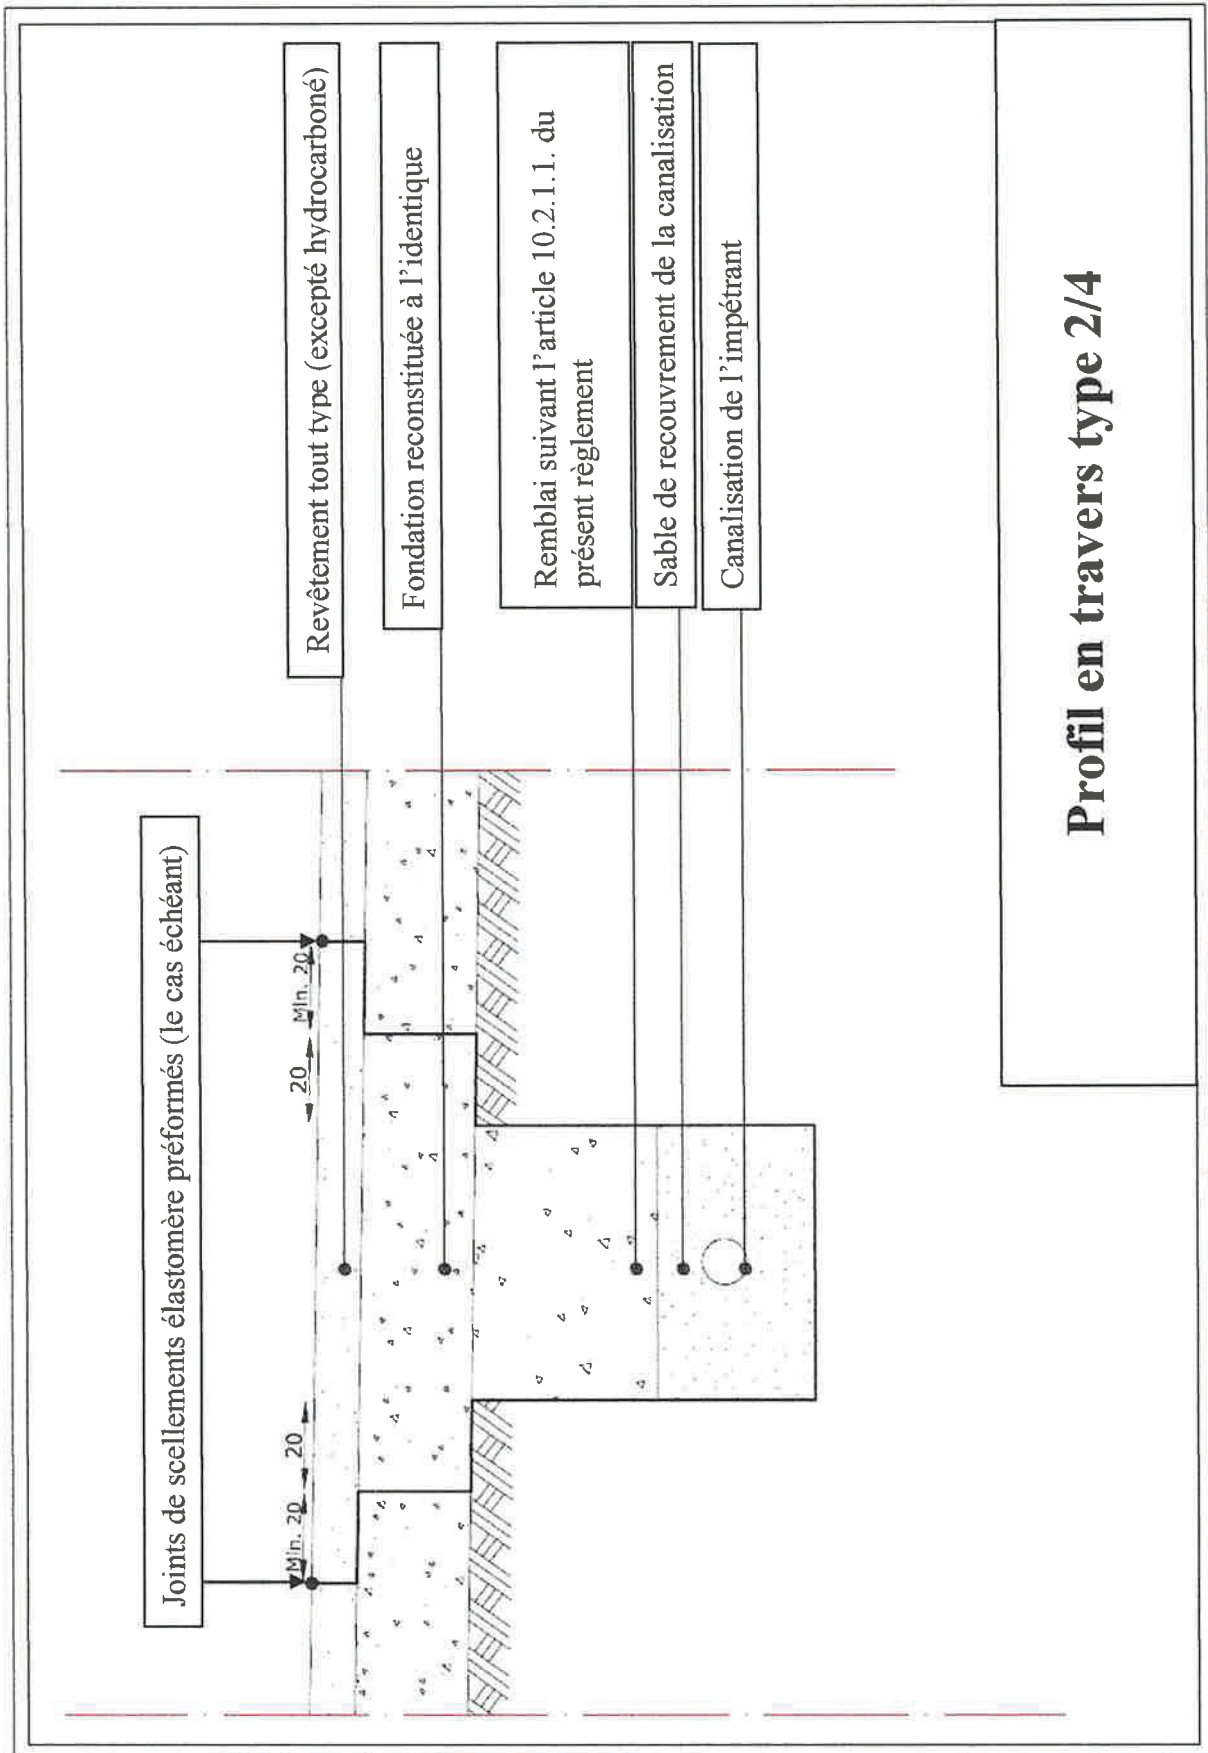 Joints de scellements élastomère préformés (le cas échéant)
Min. 20
20
20
Min. 20
Revêtement tout type (excepté hydrocarboné)
Fondation reconstituée à l'identique
Remblai suivant l'article 10.2.1.1. du
présent règlement
Sable de recouvrement de la canalisation
Canalisation de l'impétrant
Profil en travers type 2/4